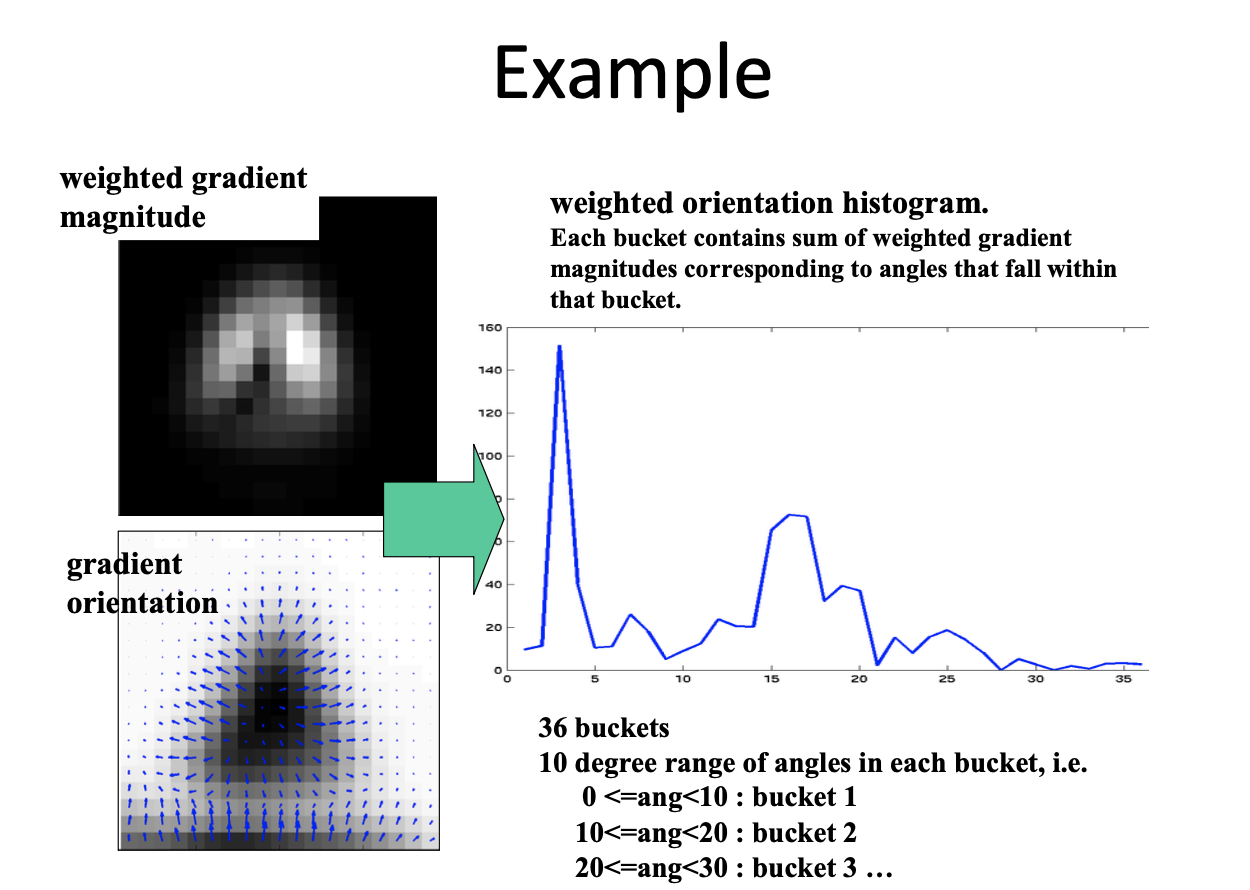 Example
weighted gradient
magnitude
weighted orientation histogram.
Each bucket contains sum of weighted gradient
magnitudes corresponding to angles that fall within
that bucket.
160
140
120
100
40
20
0
0 5 10 15 20 25 30 35
gradient
orientation
36 buckets
10 degree range of angles in each bucket, i.e.
0 <=ang<10 : bucket 1
10<=ang<20 : bucket 2
20<=ang<30 : bucket 3 …